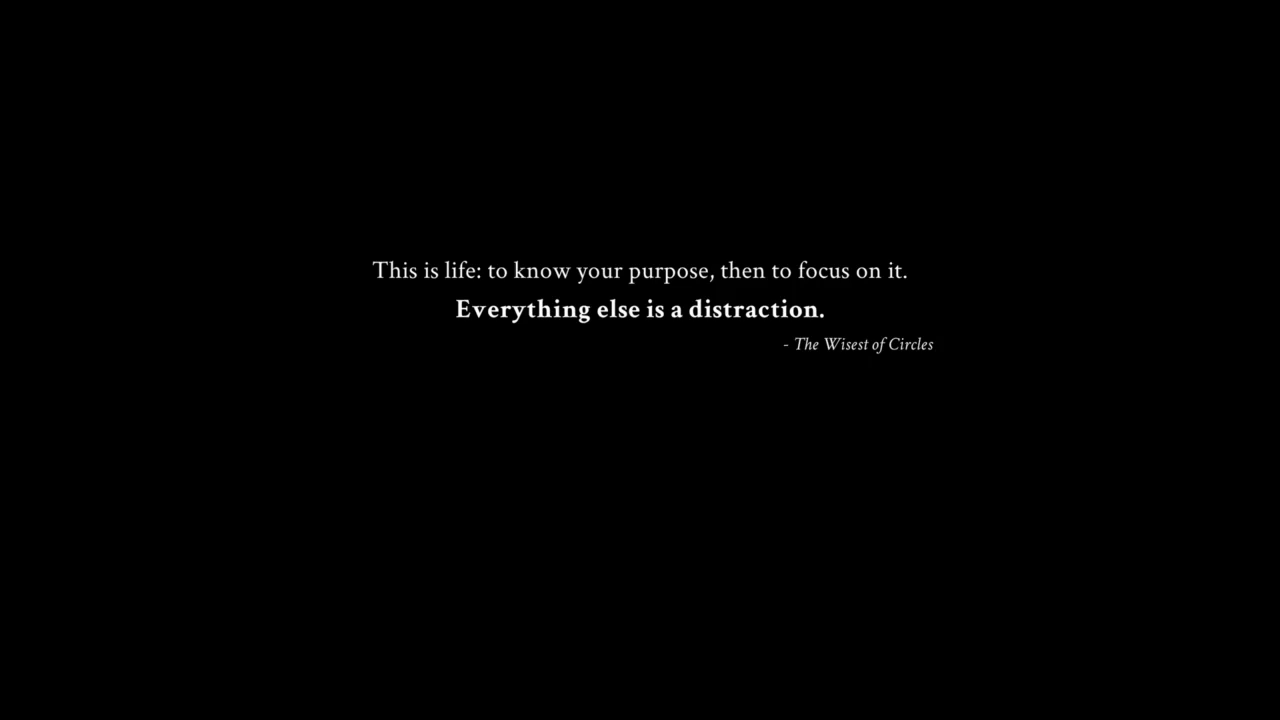 This is life: to know your purpose, then to focus on it.
Everything else is a distraction.
- The Wisest of Circles